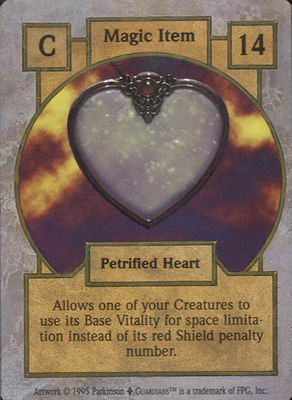 C
Magic Item
14
Petrified Heart
Allows one of your Creatures to
use its Base Vitality for space limita-
tion instead of its red Shield penalty
number.
Artwork © 1995 Parkinson GUARDIANS™ is a trademark of FPG, Inc.